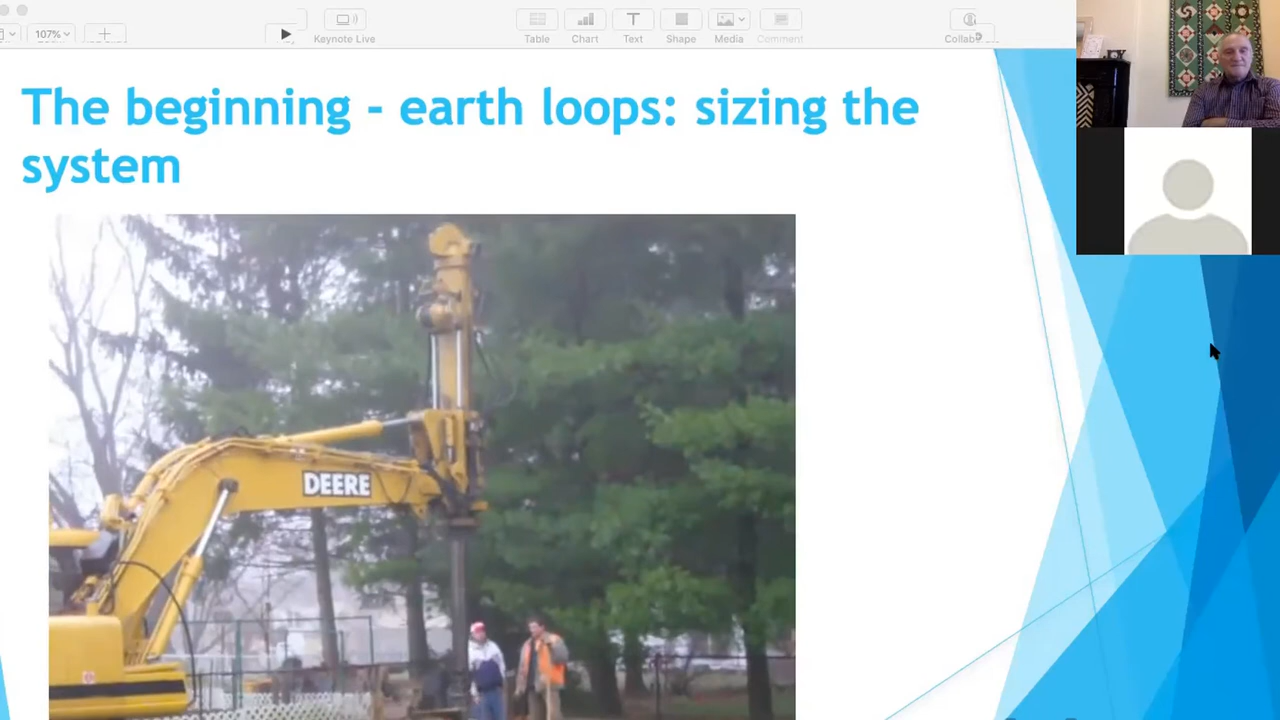 107%
Keynote Live
Table
Chart
Text
Shape
Media
Comment
The beginning - earth loops: sizing the
system
DEERE